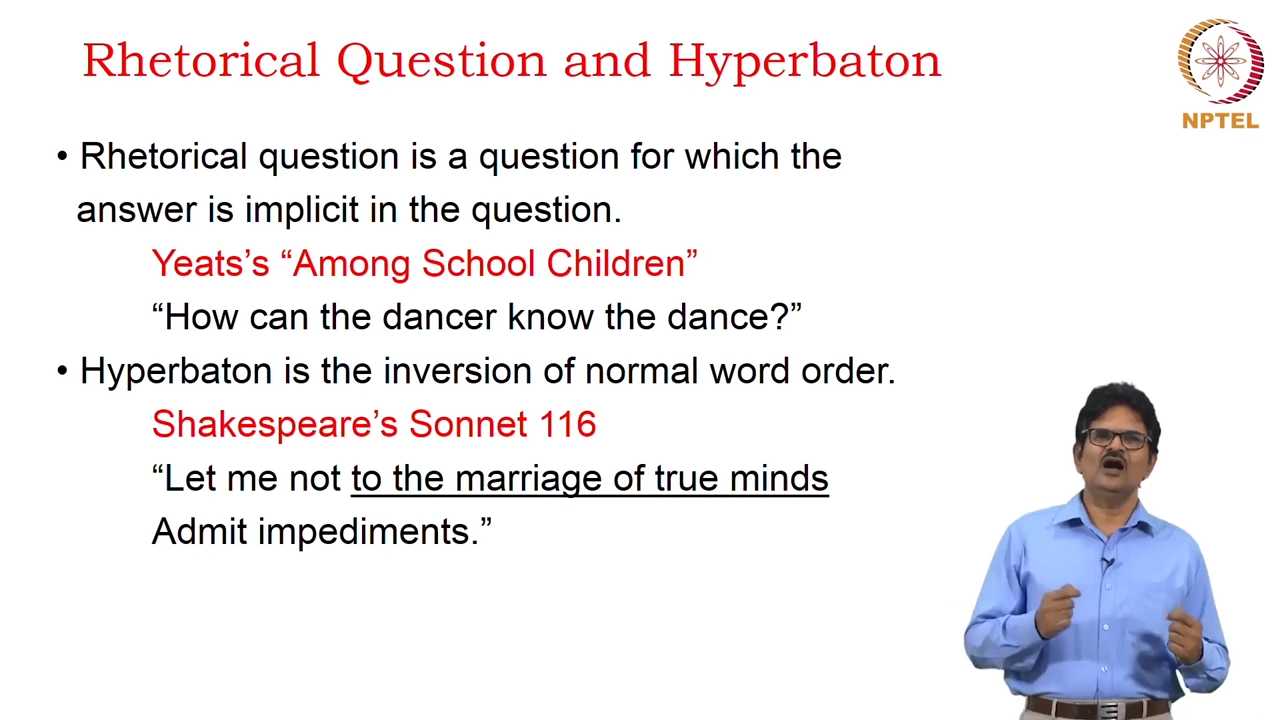 Rhetorical Question and Hyperbaton
NPTEL
• Rhetorical question is a question for which the
answer is implicit in the question.
Yeats’s “Among School Children”
“How can the dancer know the dance?”
• Hyperbaton is the inversion of normal word order.
Shakespeare’s Sonnet 116
“Let me not to the marriage of true minds
Admit impediments.”